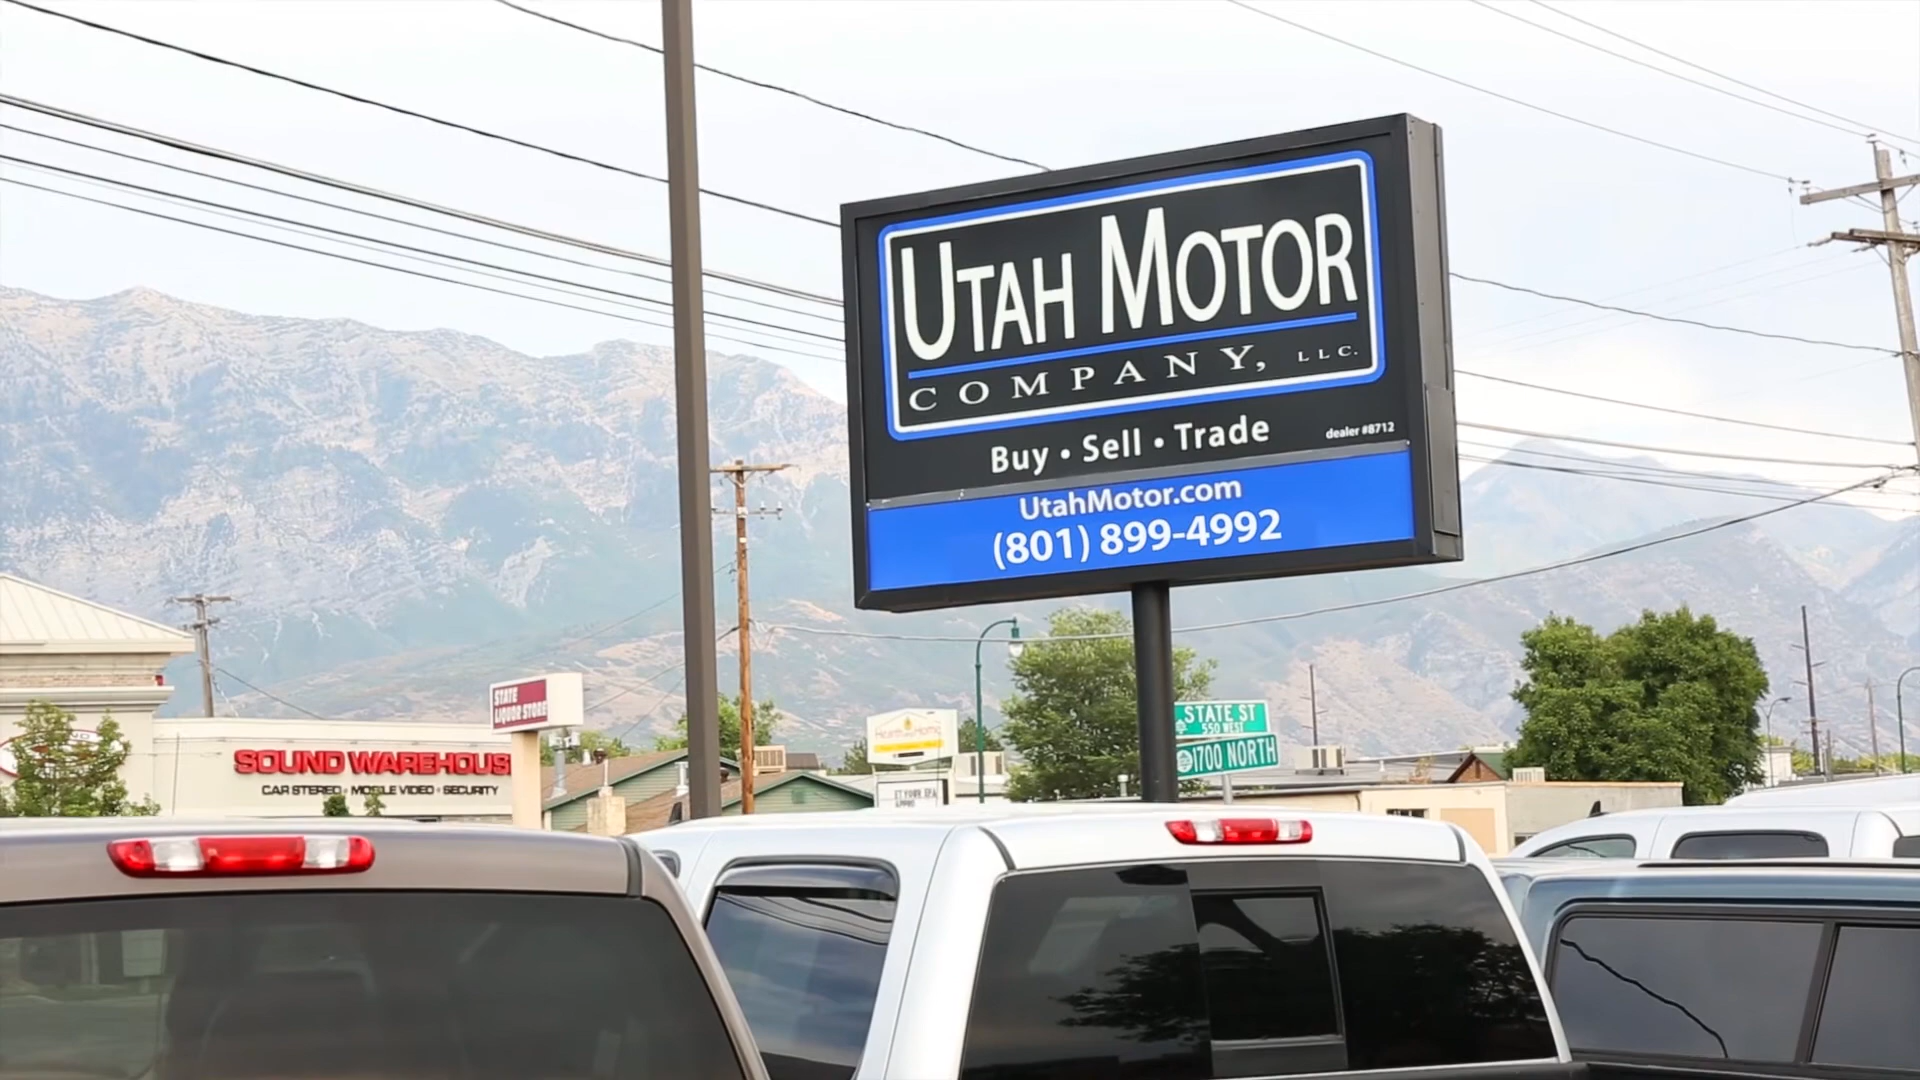 UTAH MOTOR
COMPANY, LLC.
Buy • Sell • Trade
dealer #8712
UtahMotor.com
(801) 899-4992
STATE
LIQUOR STORE
SOUND WAREHOUS
CAR STEREO • MOBILE VIDEO • SECURITY
STATE ST
550 WEST
1700 NORTH